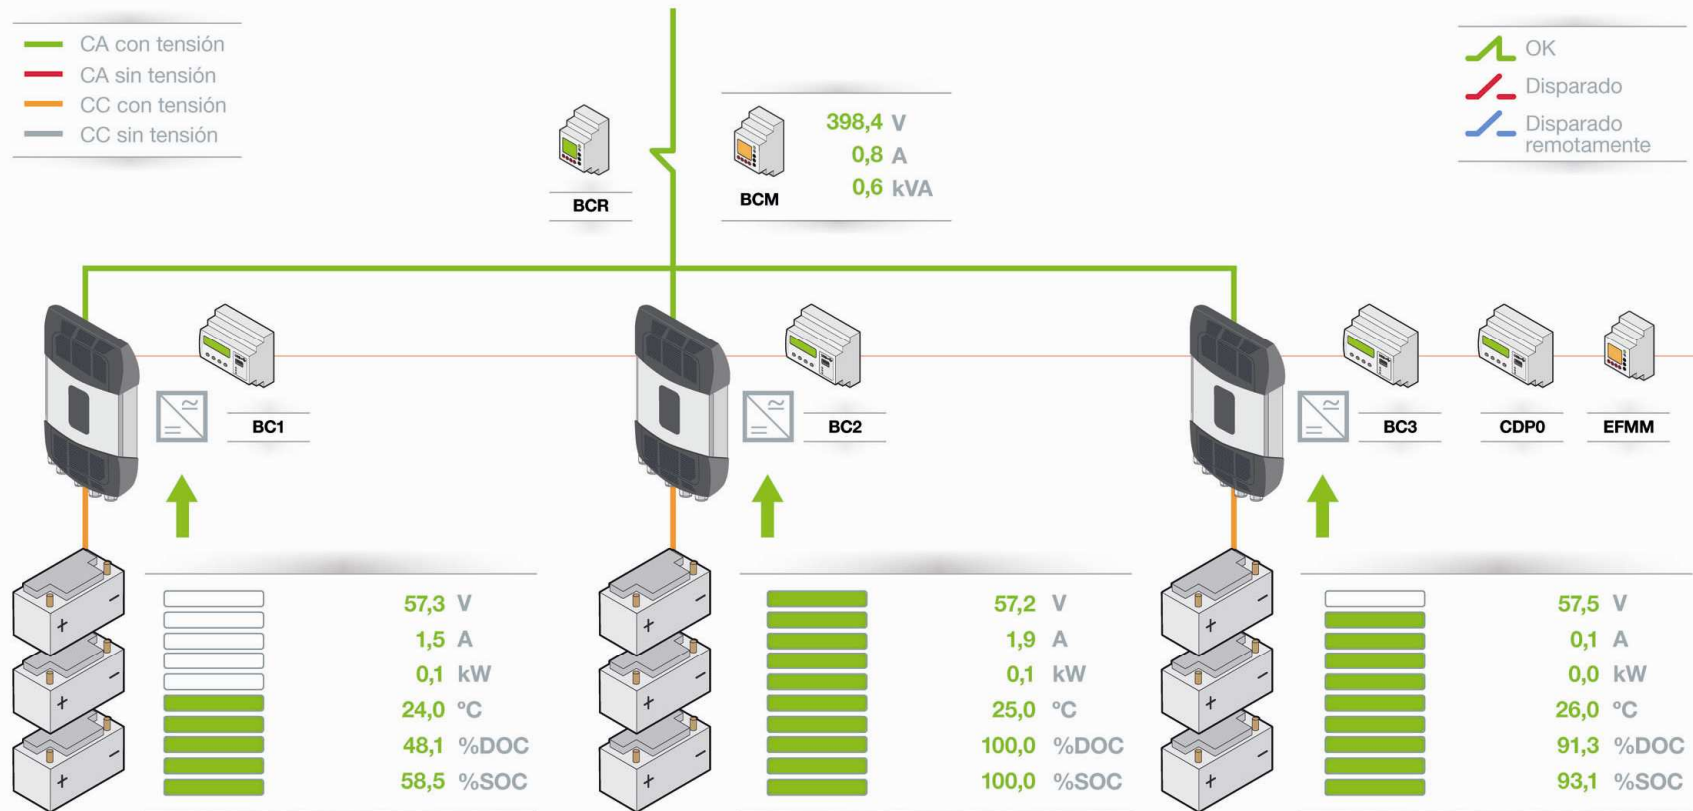 CA con tensión
CA sin tensión
CC con tensión
CC sin tensión
OK
Disparado
Disparado
remotamente
BCR
BCM
398,4 V
0,8 A
0,6 kVA
BC1
BC2
BC3
CDP0
EFMM
57,3 V
1,5 A
0,1 kW
24,0 ºC
48,1 %DOC
58,5 %SOC
57,2 V
1,9 A
0,1 kW
25,0 ºC
100,0 %DOC
100,0 %SOC
57,5 V
0,1 A
0,0 kW
26,0 ºC
91,3 %DOC
93,1 %SOC